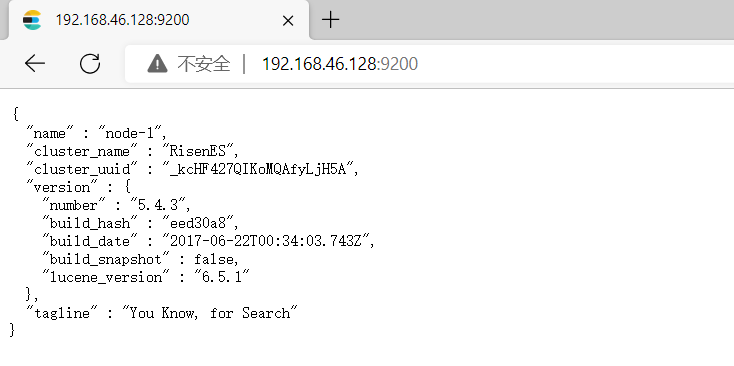 192.168.46.128:9200
不安全 | 192.168.46.128:9200
{
  "name" : "node-1",
  "cluster_name" : "RisenES",
  "cluster_uuid" : "_kcHF427QIKoMQAfyLjH5A",
  "version" : {
    "number" : "5.4.3",
    "build_hash" : "eed30a8",
    "build_date" : "2017-06-22T00:34:03.743Z",
    "build_snapshot" : false,
    "lucene_version" : "6.5.1"
  },
  "tagline" : "You Know, for Search"
}